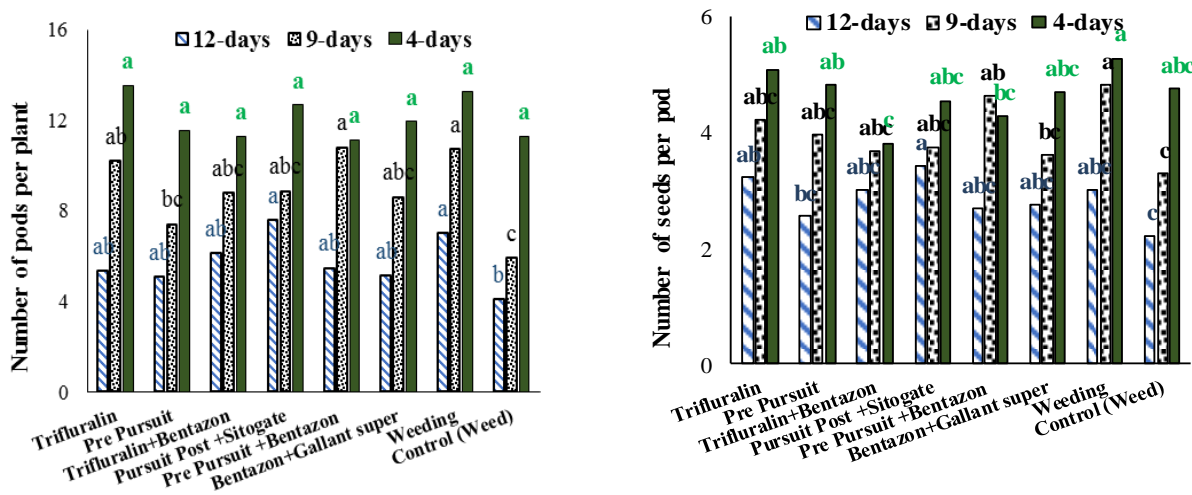 16
12
8
4
0
Number of pods per plant
12-days 9-days 4-days
ab ab a
ab bc a
ab abc a
a abc a
ab a a
ab abc a
a a a
b c a
Trifluralin
Pre Pursuit
Trifluralin+Bentazon
Pursuit Post +Sitogate
Pre Pursuit +Bentazon
Bentazon+Gallant super
Weeding
Control (Weed)
6
4
2
0
Number of seeds per pod
12-days 9-days 4-days
ab abc ab
bc abc ab
abc abc c
a abc abc
abc ab bc
abc bc abc
abc a a
c c abc
Trifluralin
Pre Pursuit
Trifluralin+Bentazon
Pursuit Post +Sitogate
Pre Pursuit +Bentazon
Bentazon+Gallant super
Weeding
Control (Weed)